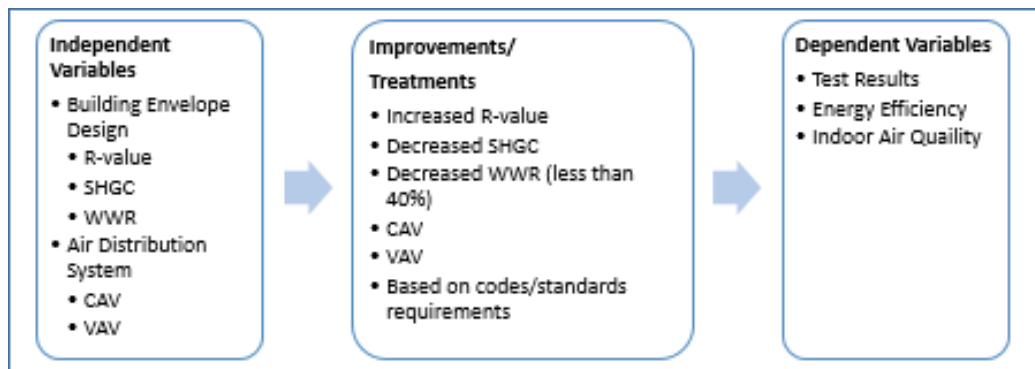 Independent
Variables
• Building Envelope
Design
• R-value
• SHGC
• WWR
• Air Distribution
System
• CAV
• VAV
Improvements/
Treatments
• Increased R-value
• Decreased SHGC
• Decreased WWR (less than
40%)
• CAV
• VAV
• Based on codes/standards
requirements
Dependent Variables
• Test Results
• Energy Efficiency
• Indoor Air Quaility